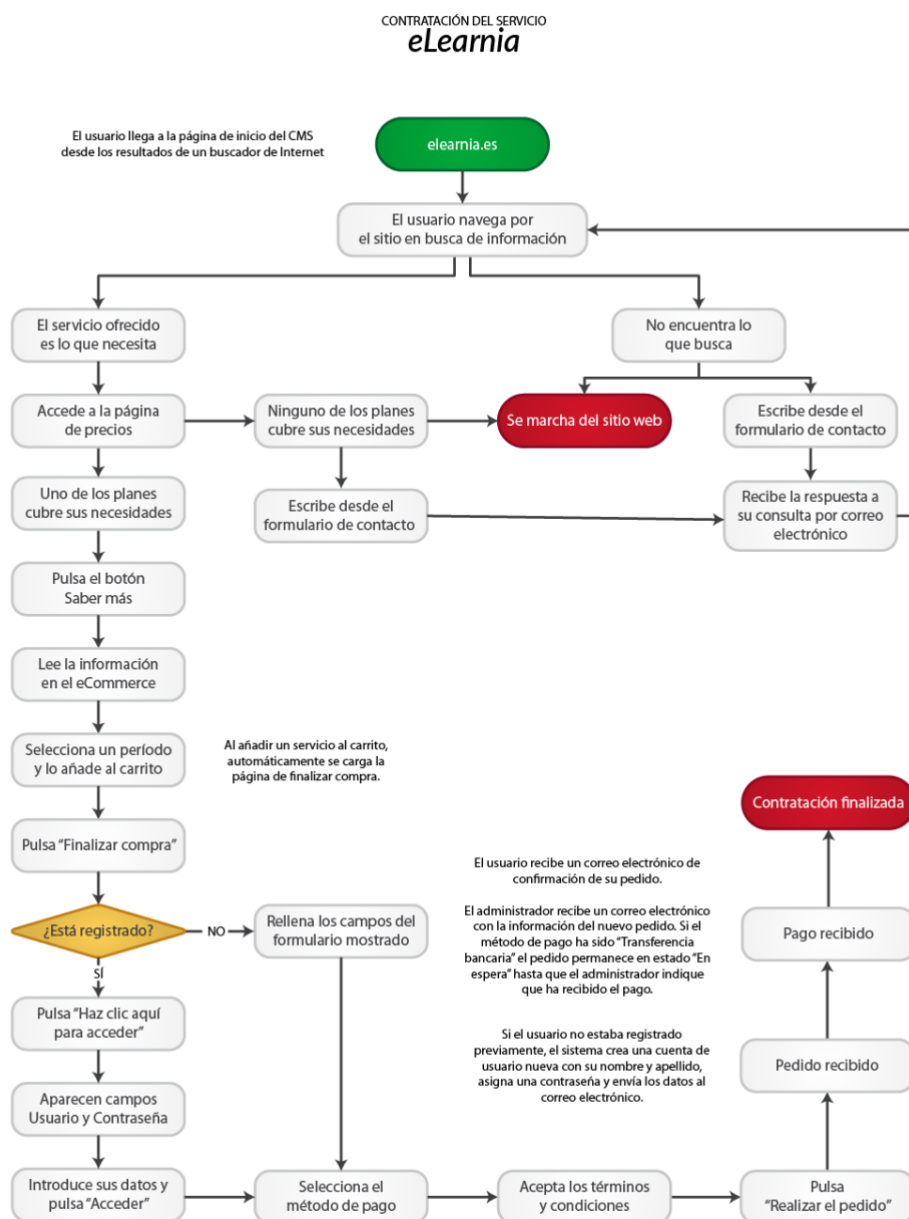 CONTRATACIÓN DEL SERVICIO
eLearnia
El usuario llega a la página de inicio del CMS
desde los resultados de un buscador de Internet
elearnia.es
El usuario navega por
el sitio en busca de información
El servicio ofrecido
es lo que necesita
No encuentra lo
que busca
Accede a la página
de precios
Ninguno de los planes
cubre sus necesidades
Se marcha del sitio web
Escribe desde el
formulario de contacto
Uno de los planes
cubre sus necesidades
Escribe desde el
formulario de contacto
Recibe la respuesta a
su consulta por correo
electrónico
Pulsa el botón
Saber más
Lee la información
en el eCommerce
Selecciona un período
y lo añade al carrito
Al añadir un servicio al carrito,
automáticamente se carga la
página de finalizar compra.
Contratación finalizada
Pulsa "Finalizar compra"
El usuario recibe un correo electrónico de
confirmación de su pedido.
El administrador recibe un correo electrónico
con la información del nuevo pedido. Si el
método de pago ha sido "Transferencia
bancaria" el pedido permanece en estado "En
espera" hasta que el administrador indique
que ha recibido el pago.
¿Está registrado?
NO
Rellena los campos del
formulario mostrado
Pago recibido
SÍ
Pulsa "Haz clic aquí
para acceder"
Si el usuario no estaba registrado
previamente, el sistema crea una cuenta de
usuario nueva con su nombre y apellido,
asigna una contraseña y envía los datos al
correo electrónico.
Pedido recibido
Aparecen campos
Usuario y Contraseña
Introduce sus datos y
pulsa "Acceder"
Selecciona el
método de pago
Acepta los términos
y condiciones
Pulsa
"Realizar el pedido"